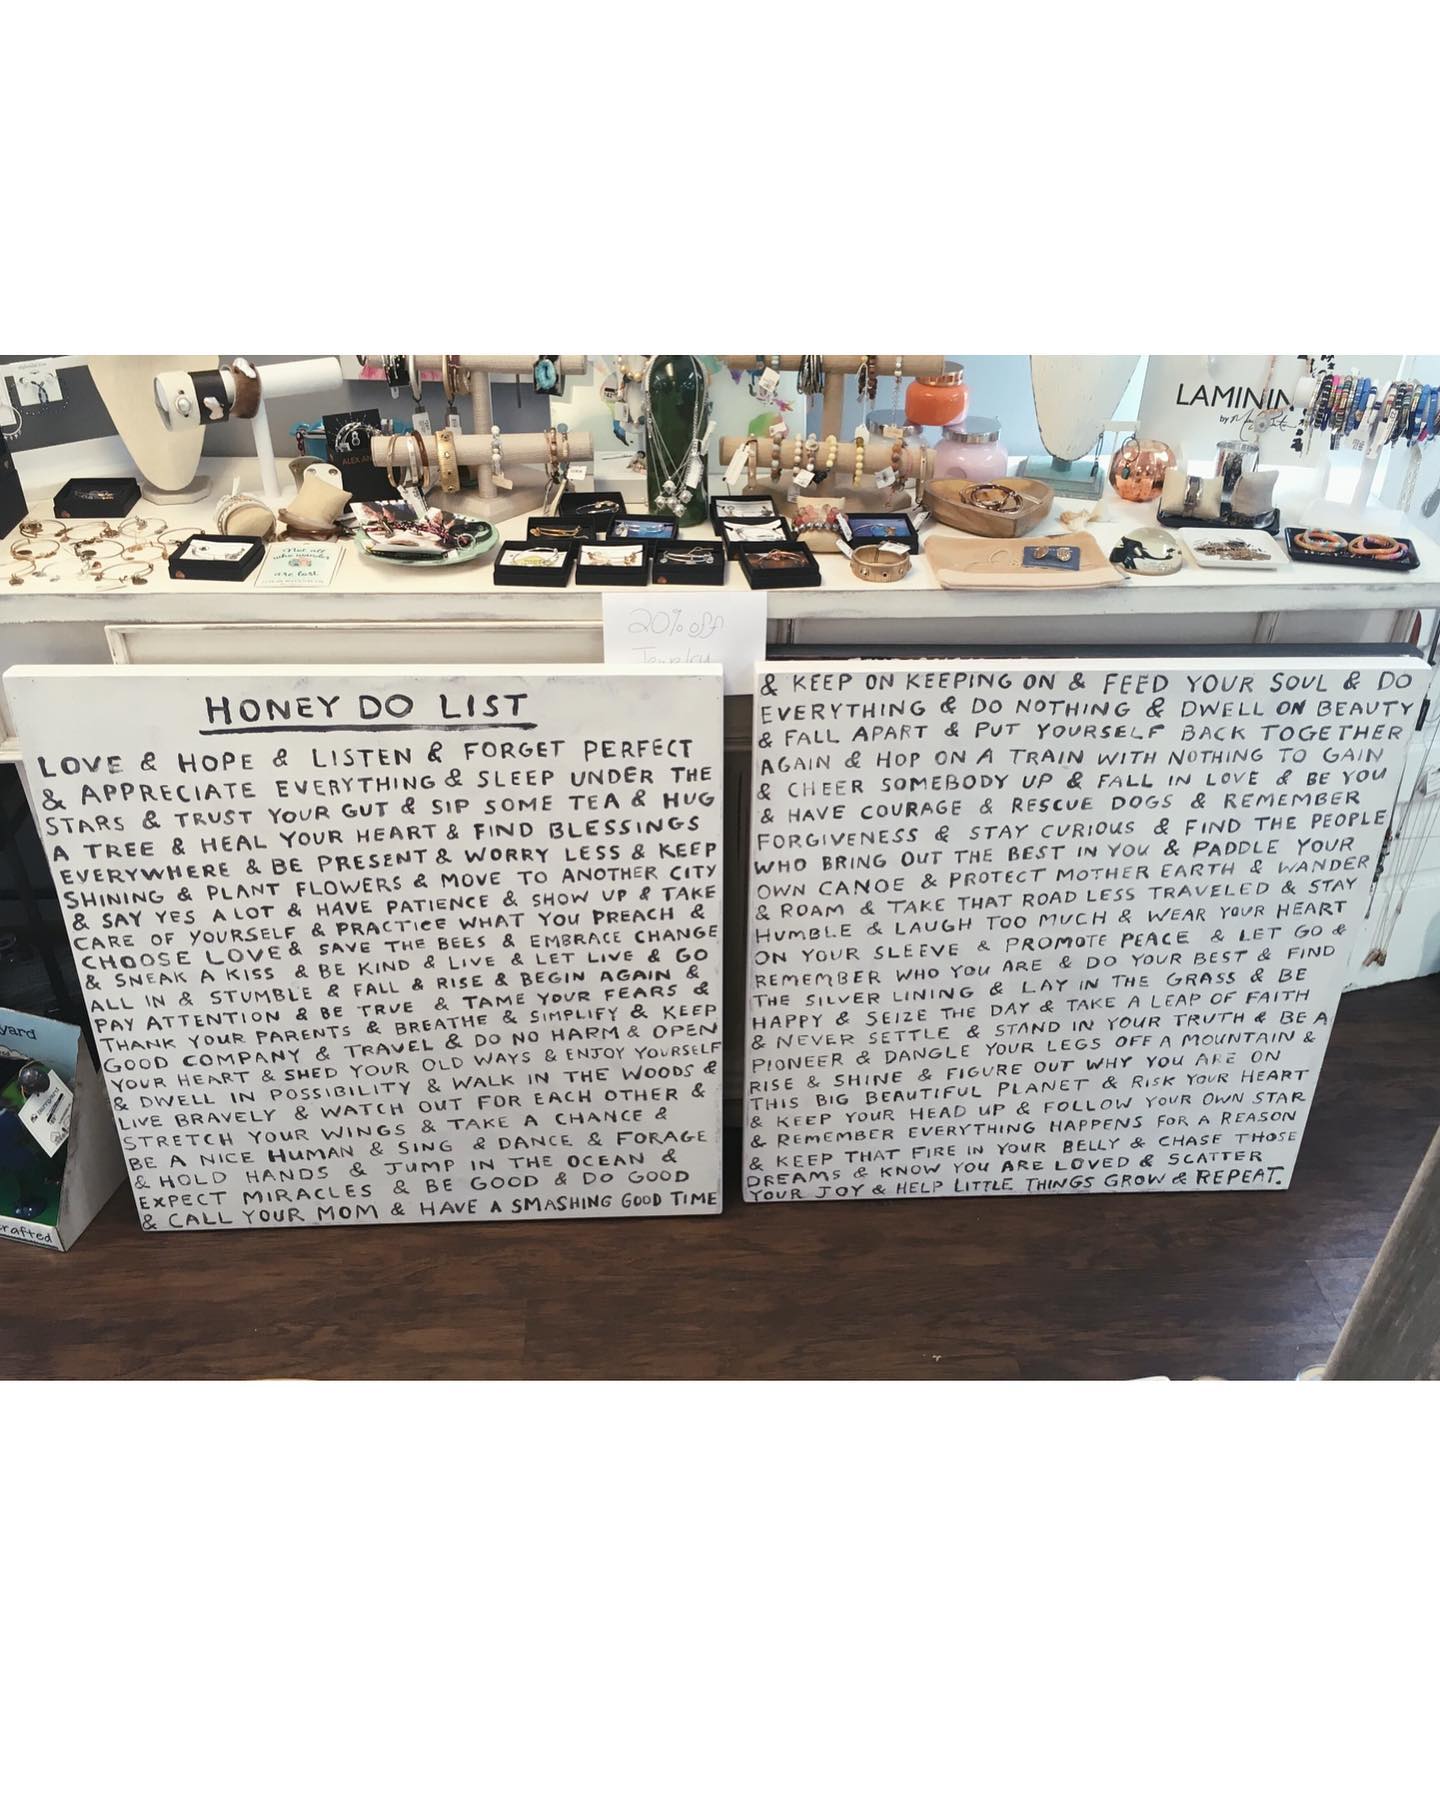 8
ALEX AN
LAMININ
by
Not all
who wander
are lost
20% off
Jewelry
HONEY DO LIST
LOVE & HOPE & LISTEN & FORGET PERFECT
& APPRECIATE EVERYTHING & SLEEP UNDER THE
STARS & TRUST YOUR GUT & SIP SOME TEA & HUG
A TREE & HEAL YOUR HEART & FIND BLESSINGS
EVERYWHERE & BE PRESENT & WORRY LESS & KEEP
SHINING & PLANT FLOWERS & MOVE TO ANOTHER CITY
& SAY YES A LOT & HAVE PATIENCE & SHOW UP & TAKE
CARE OF YOURSELF & PRACTICE WHAT YOU PREACH &
CHOOSE LOVE & SAVE THE BEES & EMBRACE CHANGE
& SNEAK A KISS & BE KIND & LIVE & LET LIVE & GO
ALL IN & STUMBLE & FALL & RISE & BEGIN AGAIN &
PAY ATTENTION & BE TRUE & TAME YOUR FEARS &
THANK YOUR PARENTS & BREATHE & SIMPLIFY & KEEP
GOOD COMPANY & TRAVEL & DO NO HARM & OPEN
YOUR HEART & SHED YOUR OLD WAYS & ENJOY YOURSELF
& DWELL IN POSSIBILITY & WALK IN THE WOODS &
LIVE BRAVELY & WATCH OUT FOR EACH OTHER &
STRETCH YOUR WINGS & TAKE A CHANCE &
BE A NICE HUMAN & SING & DANCE & FORAGE
& HOLD HANDS & JUMP IN THE OCEAN &
EXPECT MIRACLES & BE GOOD & DO GOOD
& CALL YOUR MOM & HAVE A SMASHING GOOD TIME
& KEEP ON KEEPING ON & FEED YOUR SOUL & DO
EVERYTHING & DO NOTHING & DWELL ON BEAUTY
& FALL APART & PUT YOURSELF BACK TOGETHER
AGAIN & HOP ON A TRAIN WITH NOTHING TO GAIN
& CHEER SOMEBODY UP & FALL IN LOVE & BE YOU
& HAVE COURAGE & RESCUE DOGS & REMEMBER
FORGIVENESS & STAY CURIOUS & FIND THE PEOPLE
WHO BRING OUT THE BEST IN YOU & PADDLE YOUR
OWN CANOE & PROTECT MOTHER EARTH & WANDER
& ROAM & TAKE THAT ROAD LESS TRAVELED & STAY
HUMBLE & LAUGH TOO MUCH & WEAR YOUR HEART
ON YOUR SLEEVE & PROMOTE PEACE & LET GO &
REMEMBER WHO YOU ARE & DO YOUR BEST & FIND
THE SILVER LINING & LAY IN THE GRASS & BE
HAPPY & SEIZE THE DAY & TAKE A LEAP OF FAITH
& NEVER SETTLE & STAND IN YOUR TRUTH & BE A
PIONEER & DANGLE YOUR LEGS OFF A MOUNTAIN &
RISE & SHINE & FIGURE OUT WHY YOU ARE ON
THIS BIG BEAUTIFUL PLANET & RISK YOUR HEART
& KEEP YOUR HEAD UP & FOLLOW YOUR OWN STAR
& REMEMBER EVERYTHING HAPPENS FOR A REASON
& KEEP THAT FIRE IN YOUR BELLY & CHASE THOSE
DREAMS & KNOW YOU ARE LOVED & SCATTER
YOUR JOY & HELP LITTLE THINGS GROW & REPEAT.
yard
crafted